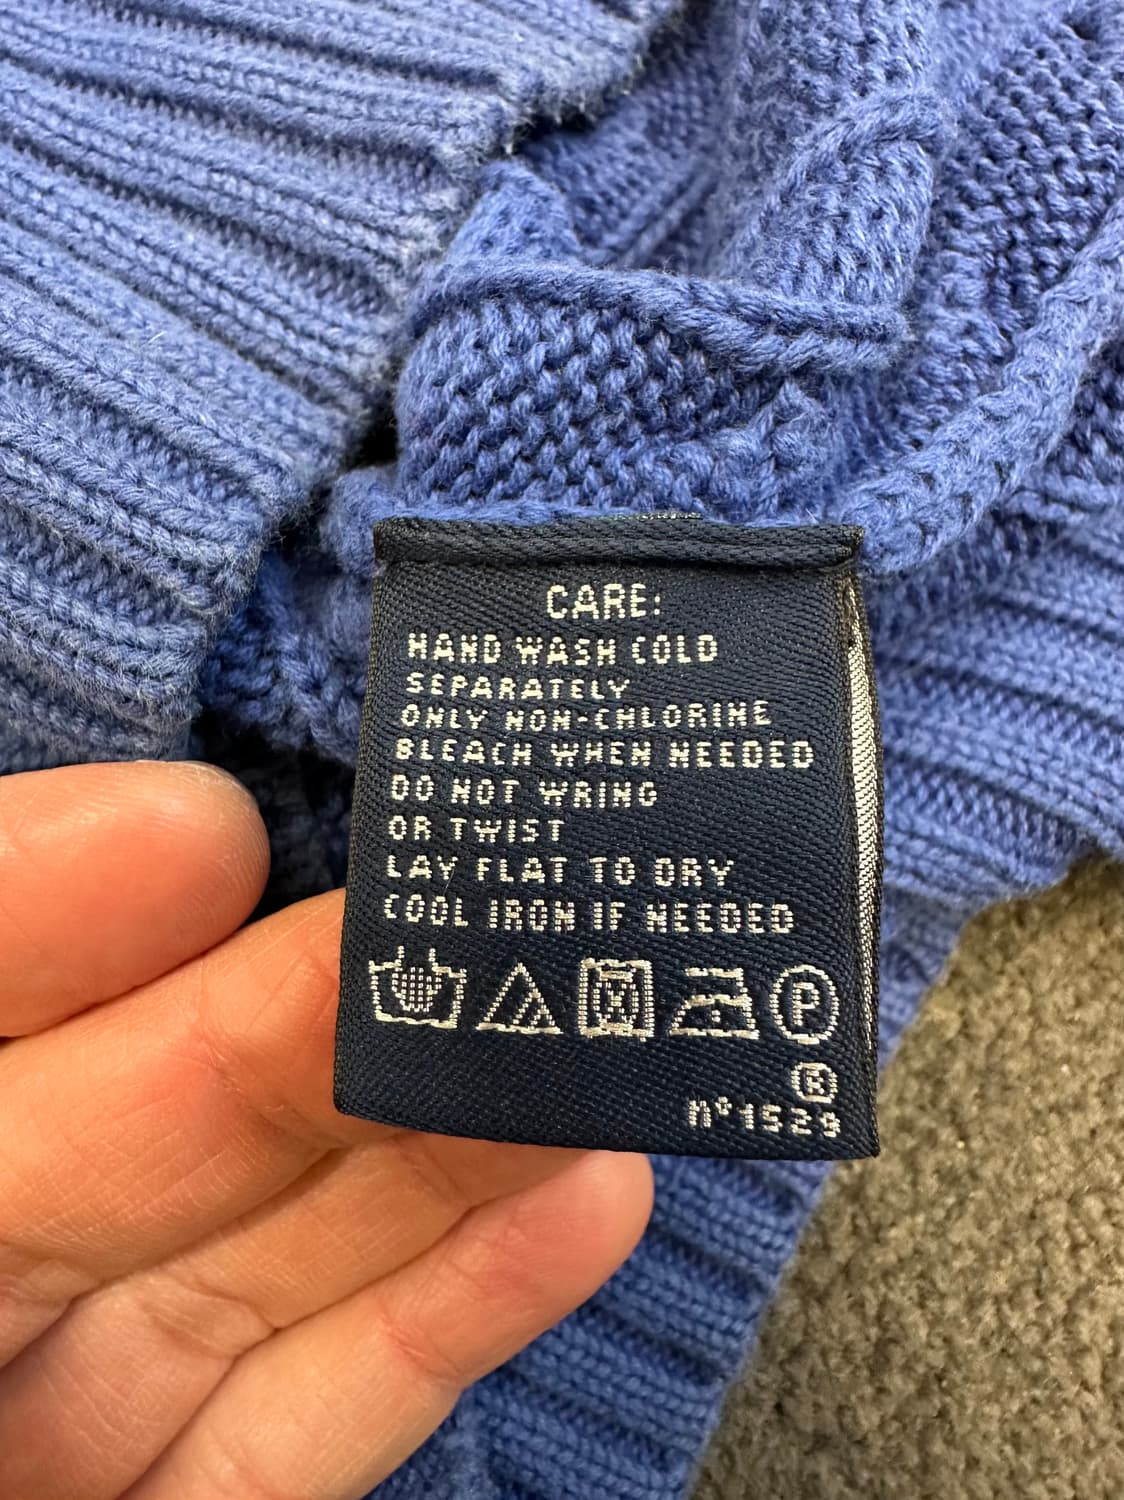 CARE:
HAND WASH COLD
SEPARATELY
ONLY NON-CHLORINE
BLEACH WHEN NEEDED
DO NOT WRING
OR TWIST
LAY FLAT TO DRY
COOL IRON IF NEEDED
P
R
n°1529